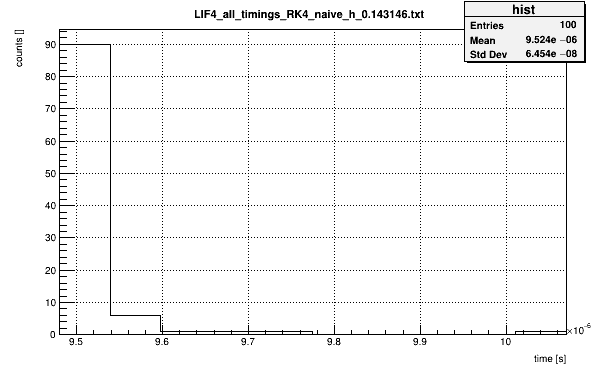 LIF4_all_timings_RK4_naive_h_0.143146.txt
hist
Entries 100
Mean 9.524e −06
Std Dev 6.454e −08
counts []
90
80
70
60
50
40
30
20
10
0
9.5 9.6 9.7 9.8 9.9 10
×10⁻⁶
time [s]